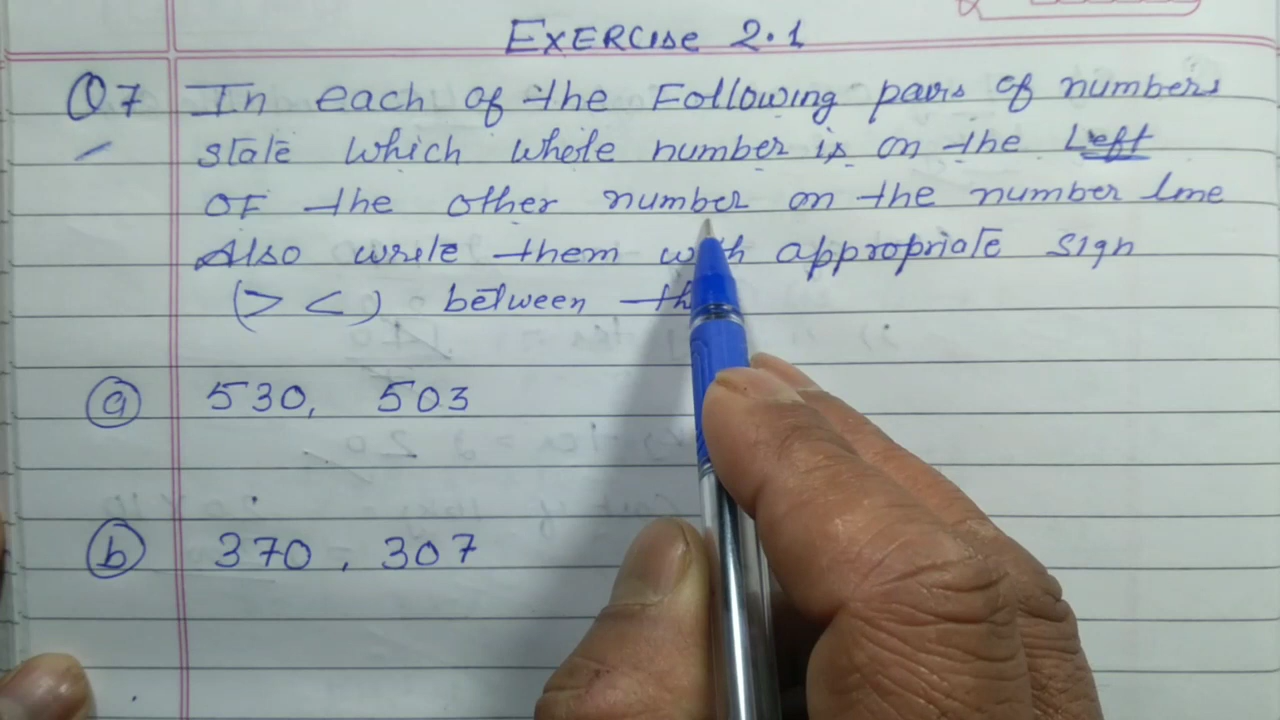 EXERCISE 2.1
Q7 In each of the Following pairs of numbers
state which whole number is on the Left
OF the other number on the number line
Also write them with appropriate sign
(> <) between
(a) 530, 503
(b) 370, 307